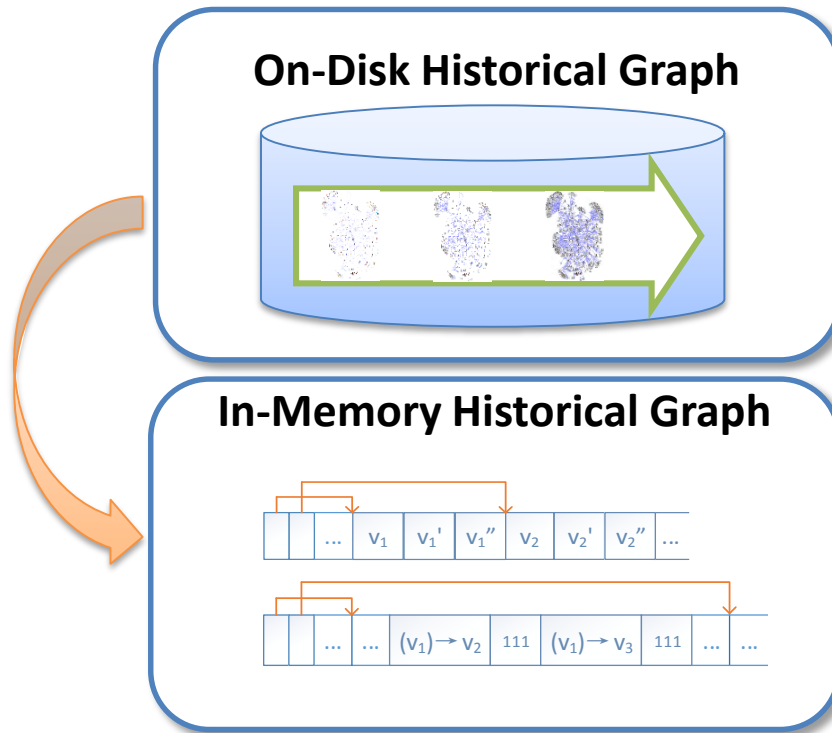 On-Disk Historical Graph
In-Memory Historical Graph
... v₁ v₁' v₁" v₂ v₂' v₂" ...
... ... (v₁)→v₂ 111 (v₁)→v₃ 111 ... ...